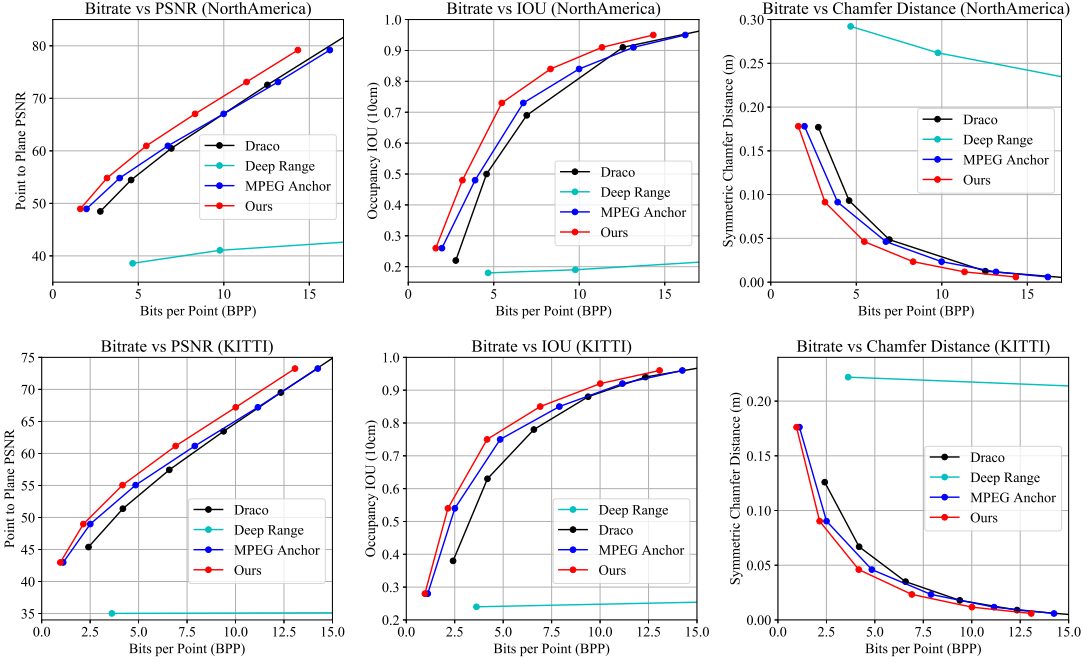 Bitrate vs PSNR (NorthAmerica)
Point to Plane PSNR
80
70
60
50
40
0
5
10
15
Bits per Point (BPP)
Draco
Deep Range
MPEG Anchor
Ours
Bitrate vs IOU (NorthAmerica)
Occupancy IOU (10cm)
1.0
0.9
0.8
0.7
0.6
0.5
0.4
0.3
0.2
0
5
10
15
Bits per Point (BPP)
Draco
Deep Range
MPEG Anchor
Ours
Bitrate vs Chamfer Distance (NorthAmerica)
Symmetric Chamfer Distance (m)
0.30
0.25
0.20
0.15
0.10
0.05
0.00
0
5
10
15
Bits per Point (BPP)
Draco
Deep Range
MPEG Anchor
Ours
Bitrate vs PSNR (KITTI)
Point to Plane PSNR
75
70
65
60
55
50
45
40
35
0.0
2.5
5.0
7.5
10.0
12.5
15.0
Bits per Point (BPP)
Draco
Deep Range
MPEG Anchor
Ours
Bitrate vs IOU (KITTI)
Occupancy IOU (10cm)
1.0
0.9
0.8
0.7
0.6
0.5
0.4
0.3
0.2
0.0
2.5
5.0
7.5
10.0
12.5
15.0
Bits per Point (BPP)
Deep Range
Draco
MPEG Anchor
Ours
Bitrate vs Chamfer Distance (KITTI)
Symmetric Chamfer Distance (m)
0.20
0.15
0.10
0.05
0.00
0.0
2.5
5.0
7.5
10.0
12.5
15.0
Bits per Point (BPP)
Draco
Deep Range
MPEG Anchor
Ours